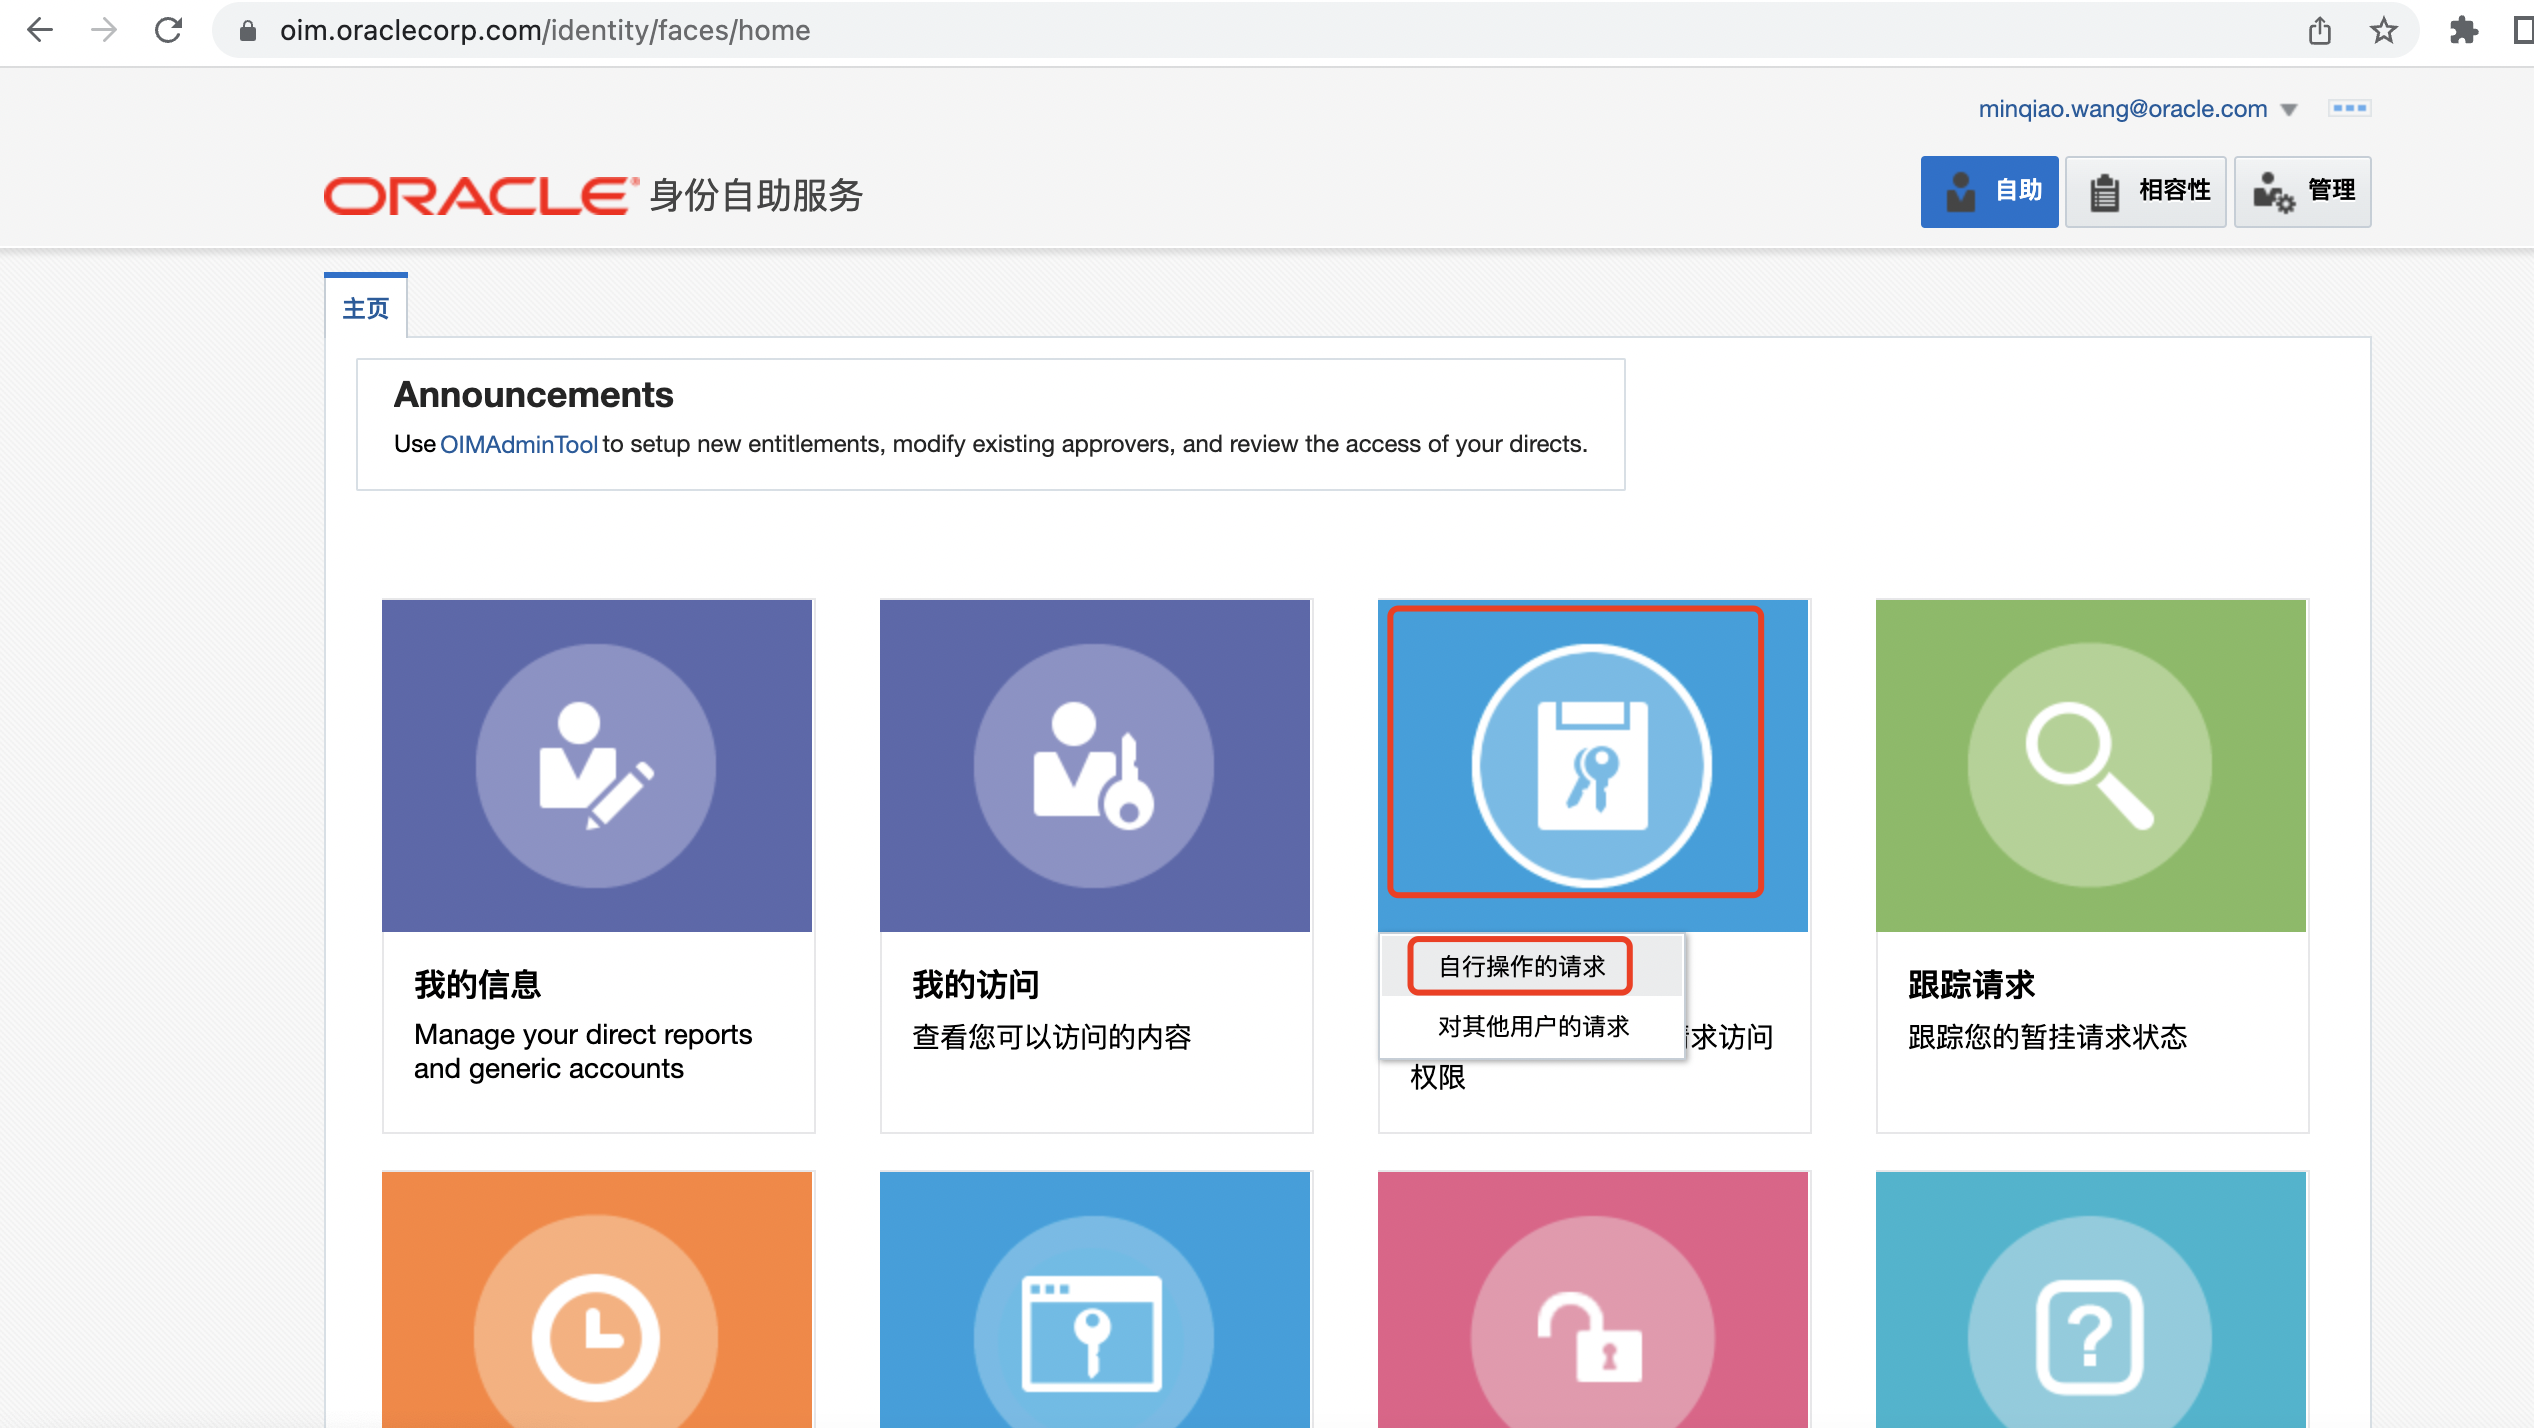 oim.oraclecorp.com/identity/faces/home
minqiao.wang@oracle.com
ORACLE® 身份自助服务
自助
相容性
管理
主页
Announcements
Use OIMAdminTool to setup new entitlements, modify existing approvers, and review the access of your directs.
我的信息
Manage your direct reports
and generic accounts
我的访问
查看您可以访问的内容
自行操作的请求
对其他用户的请求
求访问
权限
跟踪请求
跟踪您的暂挂请求状态
?